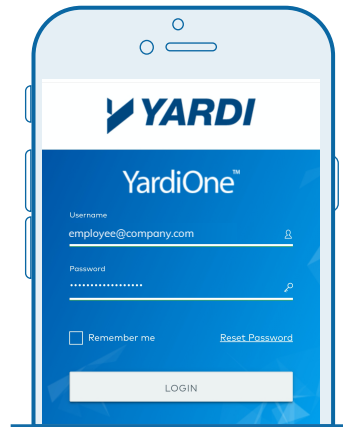 YARDI
YardiOne™
Username
employee@company.com
Password
••••••••••••••••••
Remember me Reset Password
LOGIN